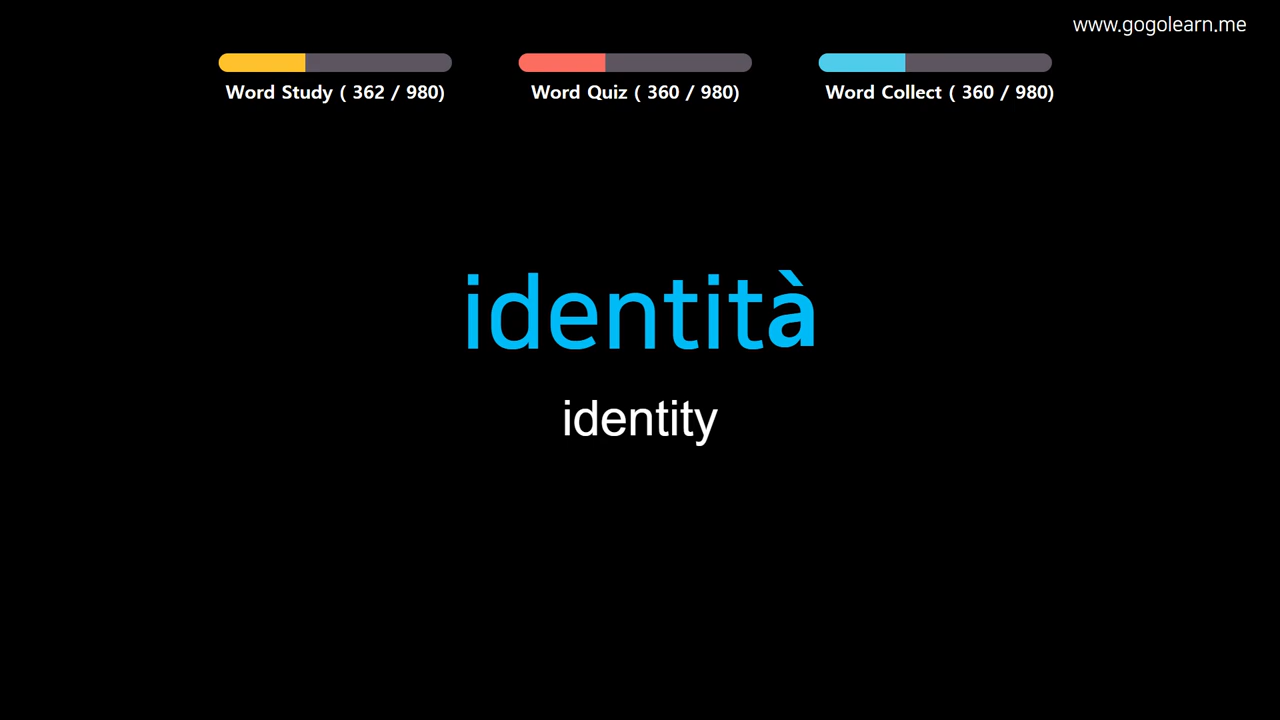 www.gogolearn.me
Word Study ( 362 / 980)
Word Quiz ( 360 / 980)
Word Collect ( 360 / 980)
identità
identity